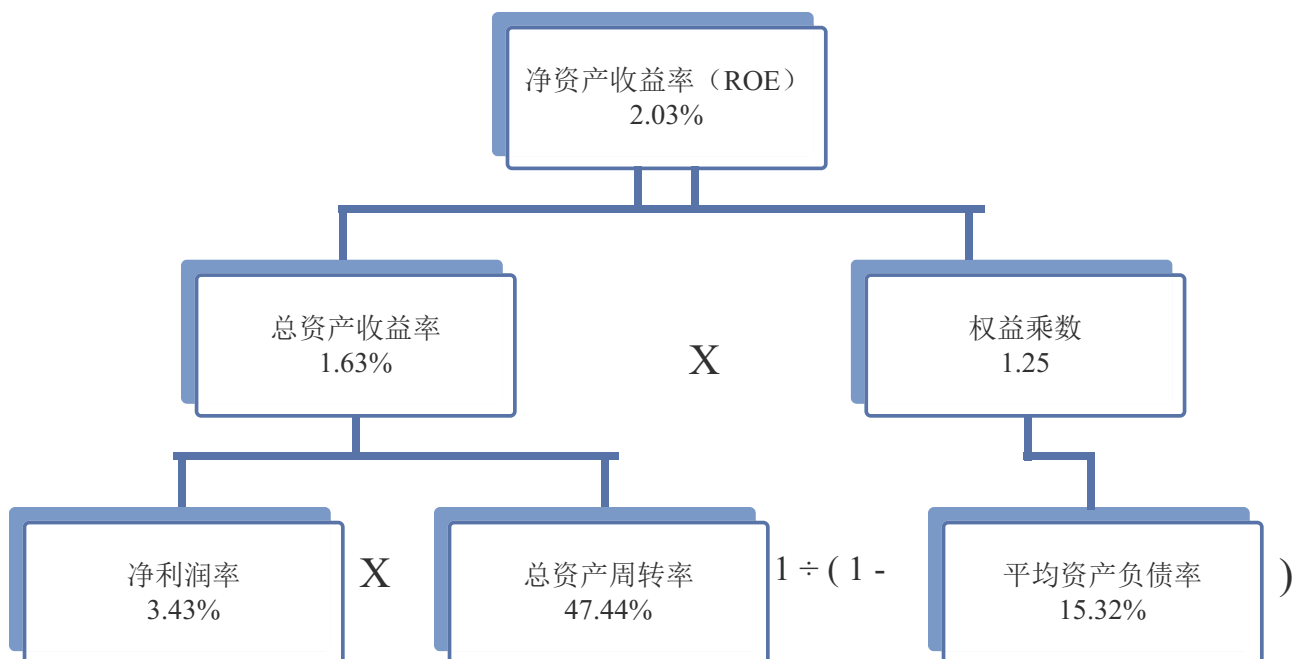 净资产收益率（ROE）
2.03%
总资产收益率
1.63%
X
权益乘数
1.25
净利润率
3.43%
X
总资产周转率
47.44%
1 ÷ ( 1 -
平均资产负债率
15.32%
)